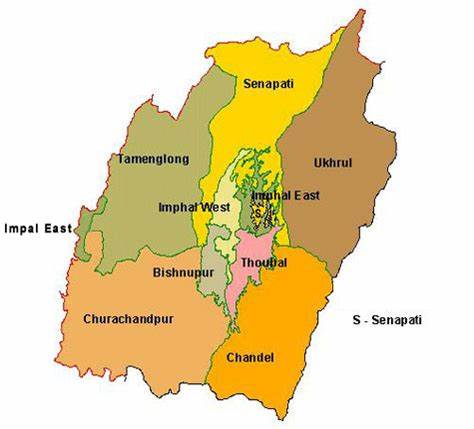 Senapati
Tamenglong
Ukhrul
Imphal East
Imphal West
S
Impal East
Thoubal
Bishnupur
Churachandpur
S - Senapati
Chandel